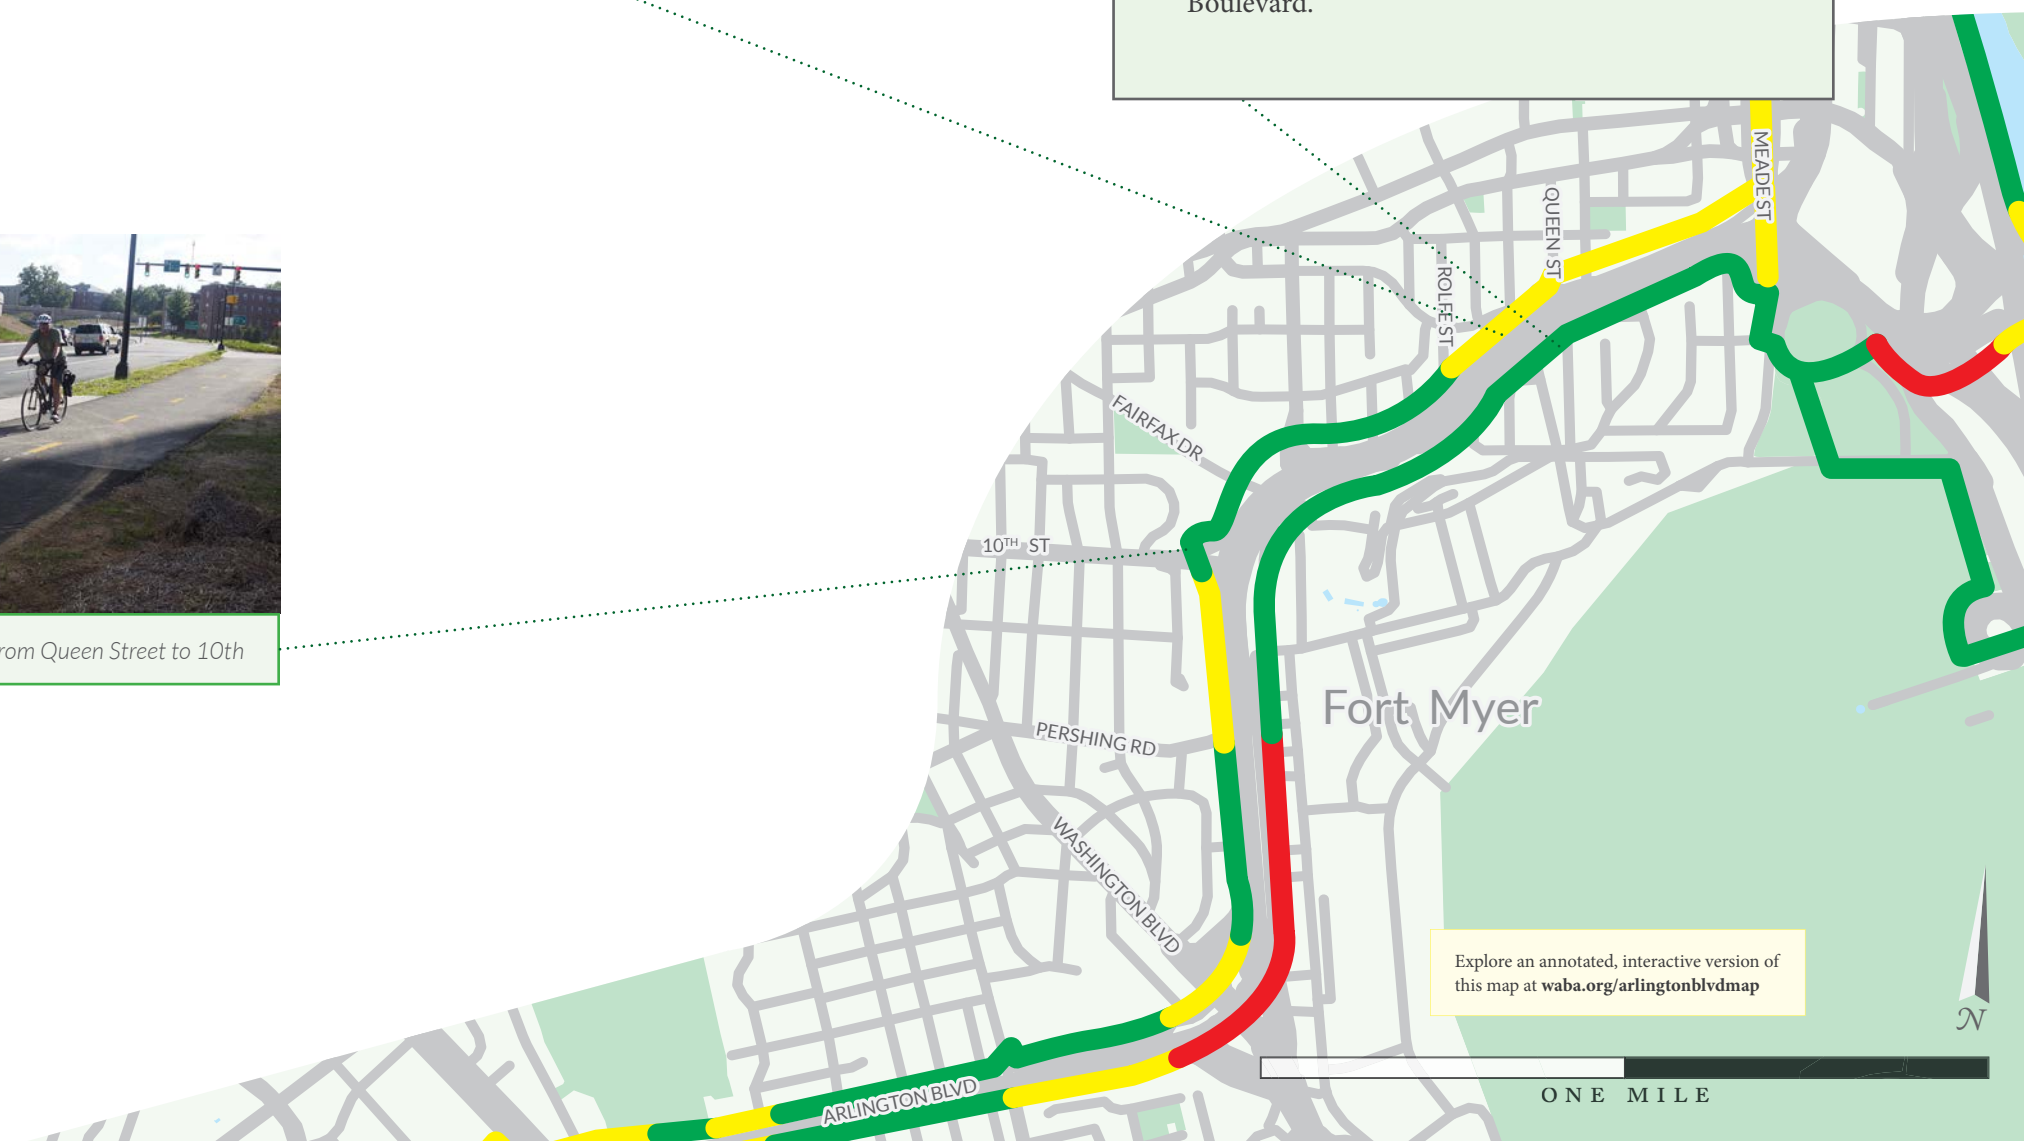 Boulevard.
MEADE ST
QUEEN ST
ROLFE ST
FAIRFAX DR
10TH ST
rom Queen Street to 10th
Fort Myer
PERSHING RD
WASHINGTON BLVD
Explore an annotated, interactive version of
this map at waba.org/arlingtonblvdmap
N
ARLINGTON BLVD
ONE MILE